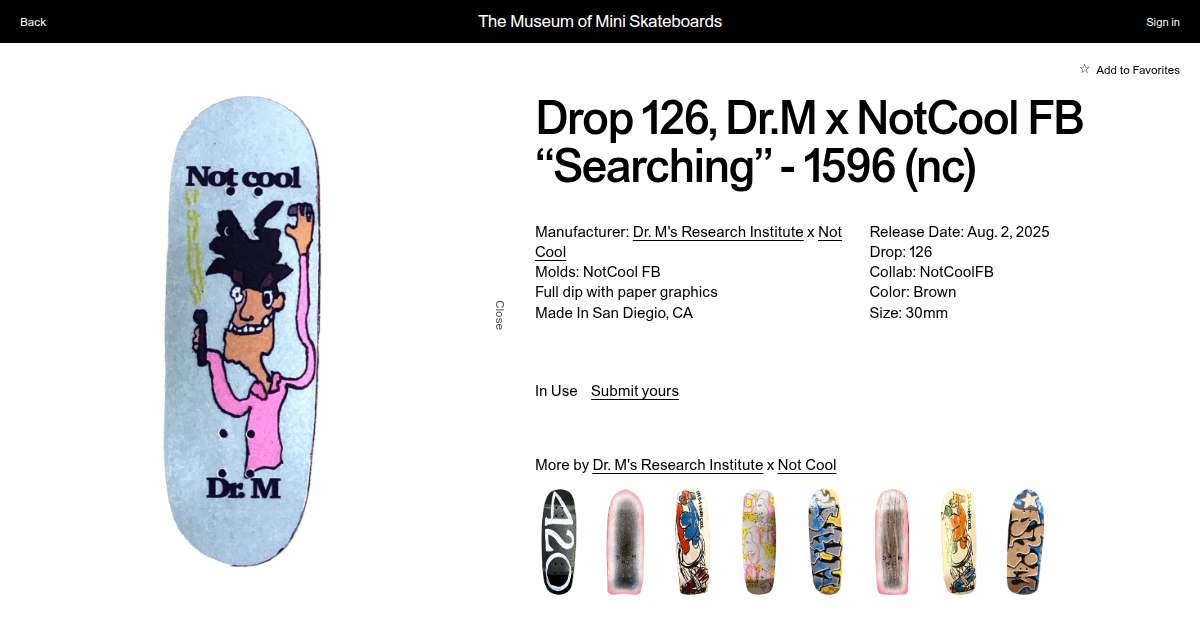 Back
The Museum of Mini Skateboards
Sign in
☆ Add to Favorites
Not cool
Dr. M
Close
Drop 126, Dr.M x NotCool FB
“Searching” - 1596 (nc)
Manufacturer: Dr. M's Research Institute x Not
Cool
Molds: NotCool FB
Full dip with paper graphics
Made In San Diegio, CA
Release Date: Aug. 2, 2025
Drop: 126
Collab: NotCoolFB
Color: Brown
Size: 30mm
In Use Submit yours
More by Dr. M's Research Institute x Not Cool
420